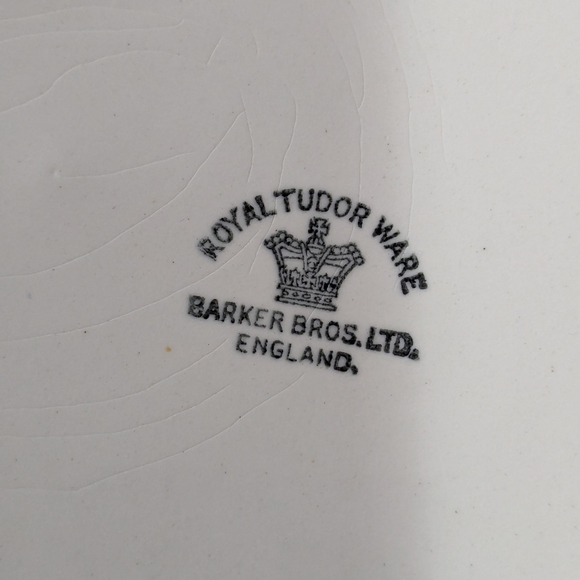 ROYAL TUDOR WARE
BARKER BROS. LTD.
ENGLAND.